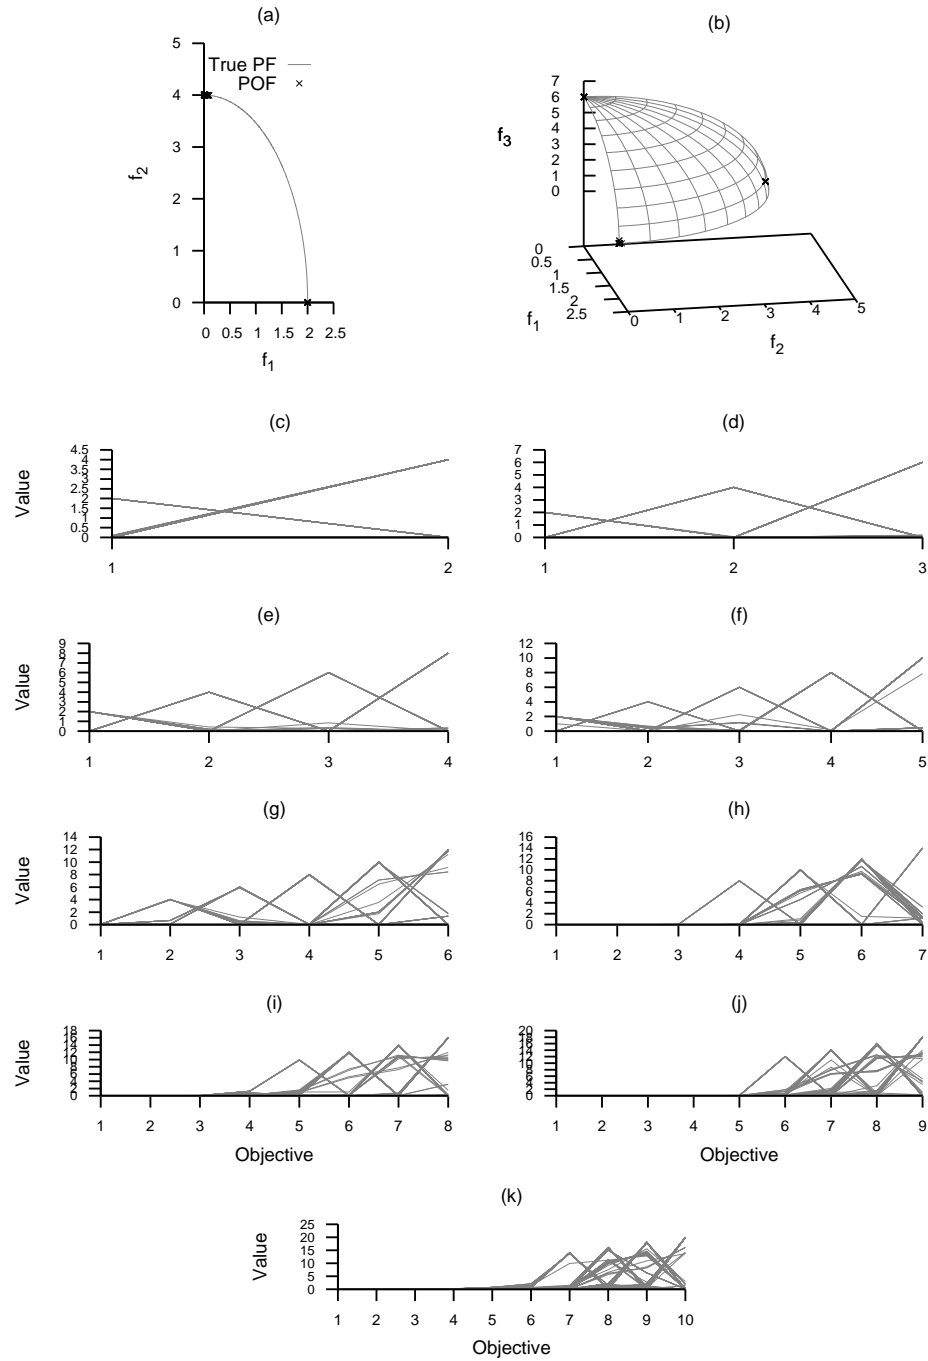 (a)
5
4
3
2
1
0
f2
True PF
POF
0 0.5 1 1.5 2 2.5
f1
(b)
7
6
5
4
3
2
1
0
f3
0
0.5
1
1.5
2
2.5
f1
0 1 2 3 4 5
f2
(c)
Value
4.5
4
3.5
3
2.5
2
1.5
1
0.5
0
1 2
(d)
7
6
5
4
3
2
1
0
1 2 3
(e)
Value
9
8
7
6
5
4
3
2
1
0
1 2 3 4
(f)
12
10
8
6
4
2
0
1 2 3 4 5
(g)
Value
14
12
10
8
6
4
2
0
1 2 3 4 5 6
(h)
16
14
12
10
8
6
4
2
0
1 2 3 4 5 6 7
(i)
Value
18
16
14
12
10
8
6
4
2
0
1 2 3 4 5 6 7 8
Objective
(j)
20
18
16
14
12
10
8
6
4
2
0
1 2 3 4 5 6 7 8 9
Objective
(k)
Value
25
20
15
10
5
0
1 2 3 4 5 6 7 8 9 10
Objective